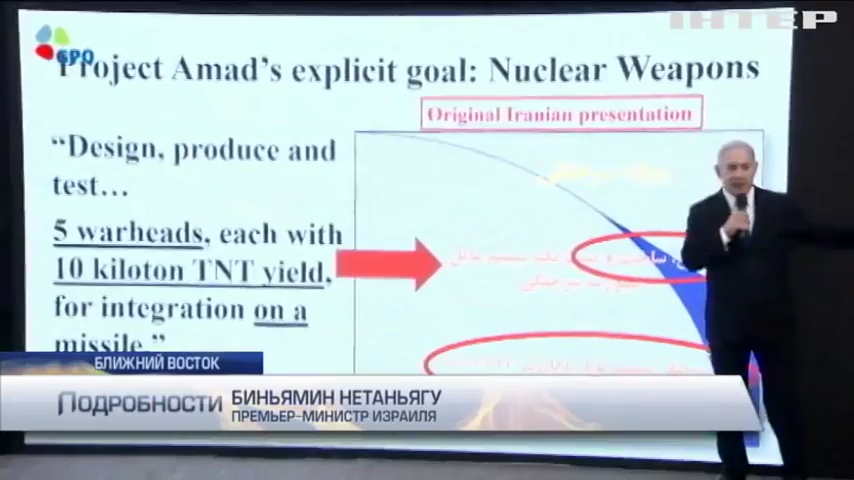 ІНТЕР
БРО
Project Amad's explicit goal: Nuclear Weapons
Original Iranian presentation
"Design, produce and
test...
5 warheads, each with
10 kiloton TNT yield,
for integration on a
missile."
БЛИЖНИЙ ВОСТОК
ПОДРОБНОСТИ
БИНЬЯМИН НЕТАНЬЯГУ
ПРЕМЬЕР-МИНИСТР ИЗРАИЛЯ